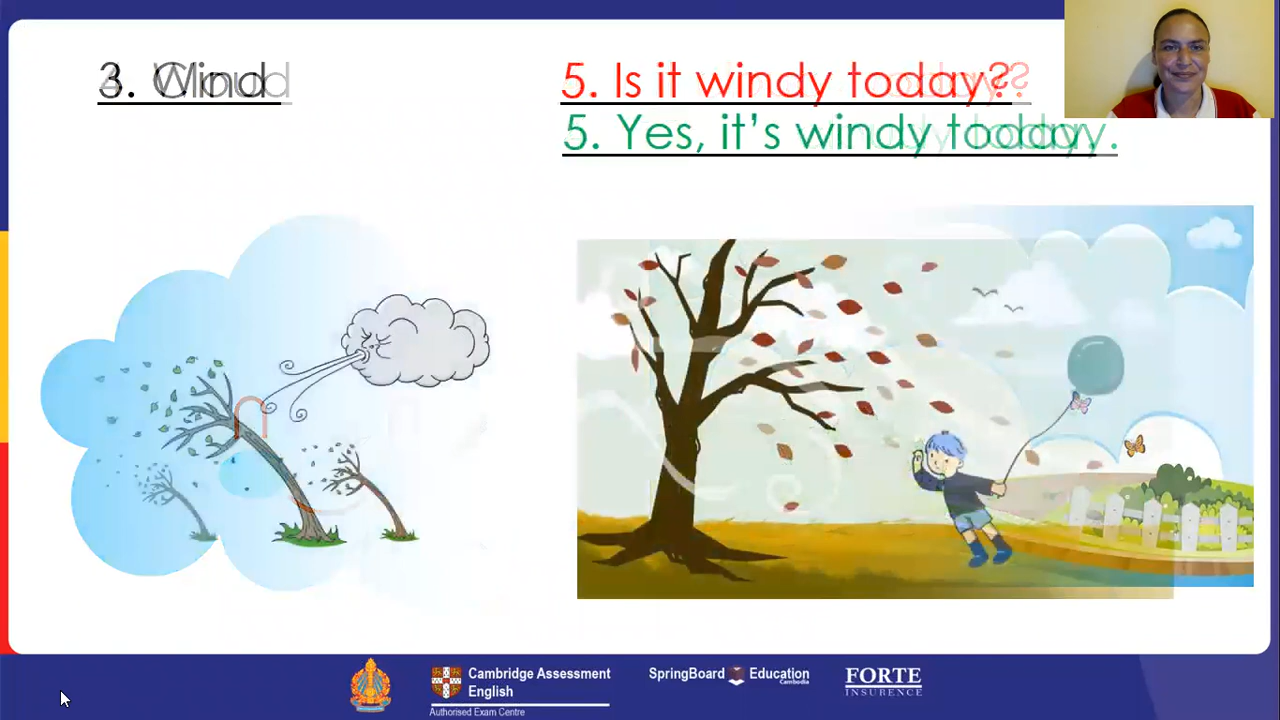 3. Wind
5. Is it windy today?
5. Yes, it's windy today.
Cambridge Assessment
English
Authorised Exam Centre
SpringBoard Education
Cambodia
FORTE
INSURENCE